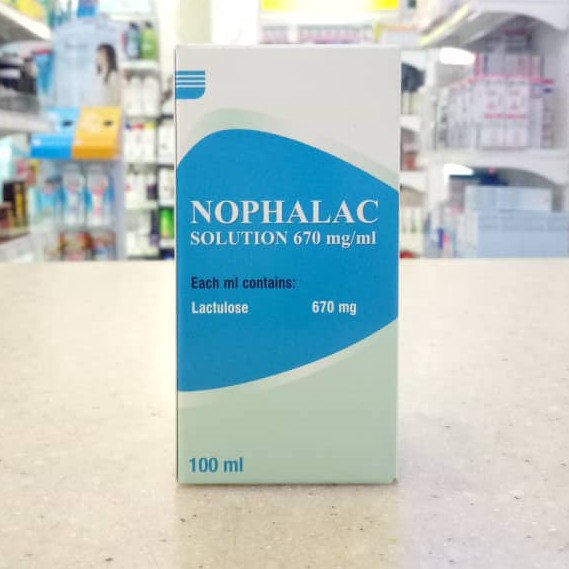 NOPHALAC
SOLUTION 670 mg/ml
Each ml contains:
Lactulose 670 mg
100 ml